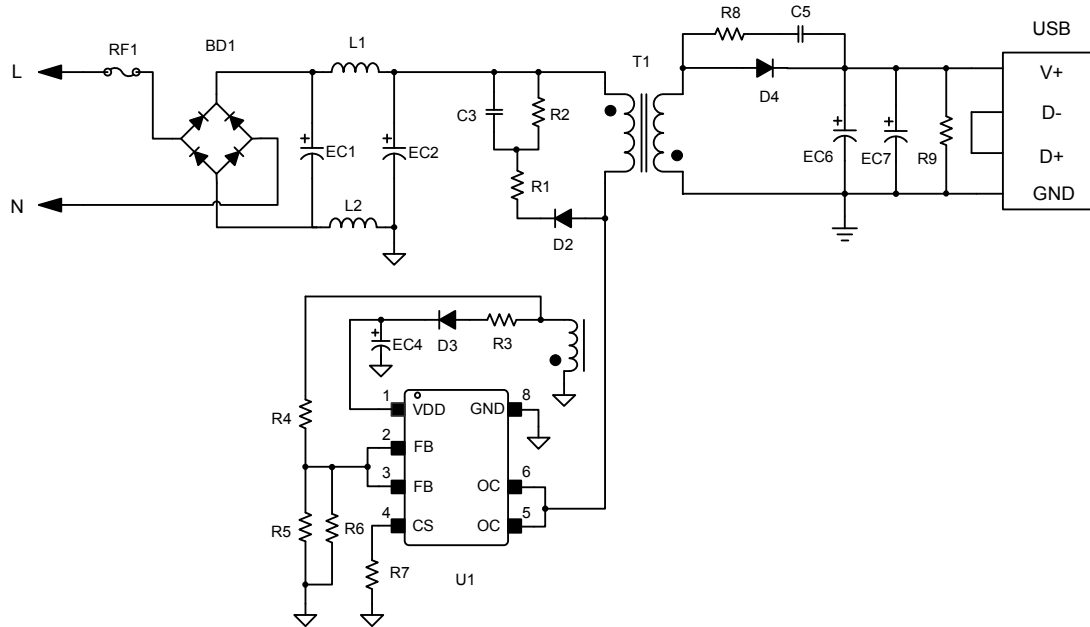 L
RF1
BD1
N
L1
EC1
EC2
L2
C3
R2
R1
D2
T1
R8
C5
D4
EC6
EC7
R9
USB
V+
D-
D+
GND
EC4
D3
R3
R4
R5
R6
R7
1
VDD
2
FB
3
FB
4
CS
8
GND
6
OC
5
OC
U1
+
+
+
+
+